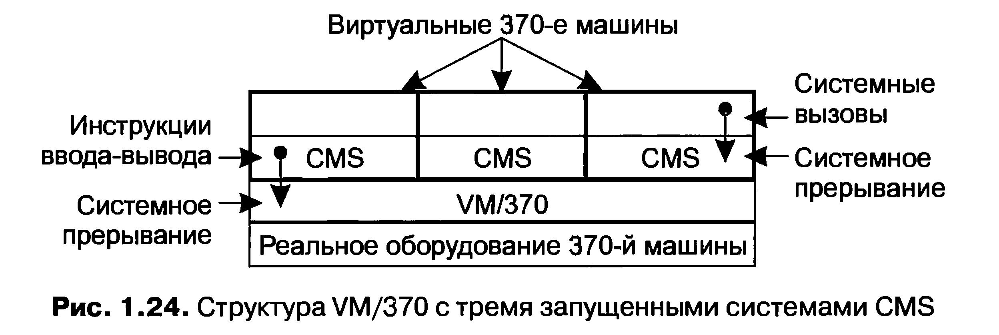 Виртуальные 370-е машины
Системные
вызовы
Инструкции
ввода-вывода
CMS
CMS
CMS
Системное
прерывание
Системное
прерывание
VM/370
Реальное оборудование 370-й машины
Рис. 1.24. Структура VM/370 с тремя запущенными системами CMS